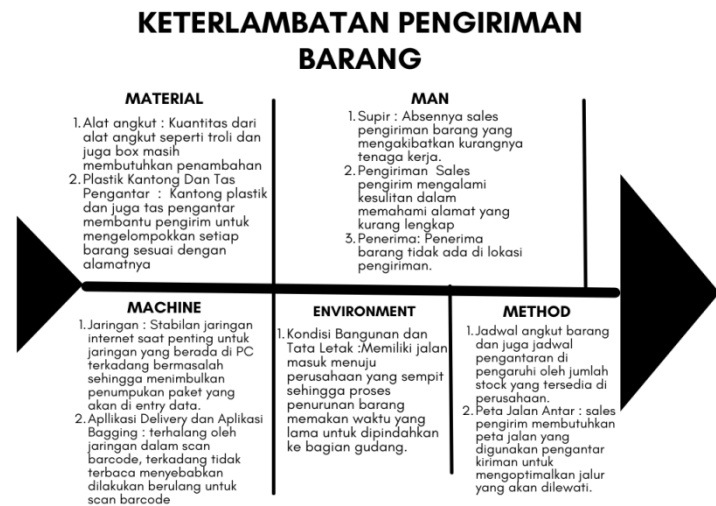 KETERLAMBATAN PENGIRIMAN
BARANG
MATERIAL
1. Alat angkut : Kuantitas dari
alat angkut seperti troli dan
juga box masih
membutuhkan penambahan
2. Plastik Kantong Dan Tas
Pengantar : Kantong plastik
dan juga tas pengantar
membantu pengirim untuk
mengelompokkan setiap
barang sesuai dengan
alamatnya
MAN
1. Supir : Absennya sales
pengiriman barang yang
mengakibatkan kurangnya
tenaga kerja.
2. Pengiriman Sales
pengirim mengalami
kesulitan dalam
memahami alamat yang
kurang lengkap
3. Penerima: Penerima
barang tidak ada di lokasi
pengiriman.
MACHINE
1. Jaringan : Stabilan jaringan
internet saat penting untuk
jaringan yang berada di PC
terkadang bermasalah
sehingga menimbulkan
penumpukan paket yang
akan di entry data.
2. Apllikasi Delivery dan Aplikasi
Bagging : terhalang oleh
jaringan dalam scan
barcode, terkadang tidak
terbaca menyebabkan
dilakukan berulang untuk
scan barcode
ENVIRONMENT
1. Kondisi Bangunan dan
Tata Letak :Memiliki jalan
masuk menuju
perusahaan yang sempit
sehingga proses
penurunan barang
memakan waktu yang
lama untuk dipindahkan
ke bagian gudang.
METHOD
1. Jadwal angkut barang
dan juga jadwal
pengantaran di
pengaruhi oleh jumlah
stock yang tersedia di
perusahaan.
2. Peta Jalan Antar : sales
pengirim membutuhkan
peta jalan yang
digunakan pengantar
kiriman untuk
mengoptimalkan jalur
yang akan dilewati.